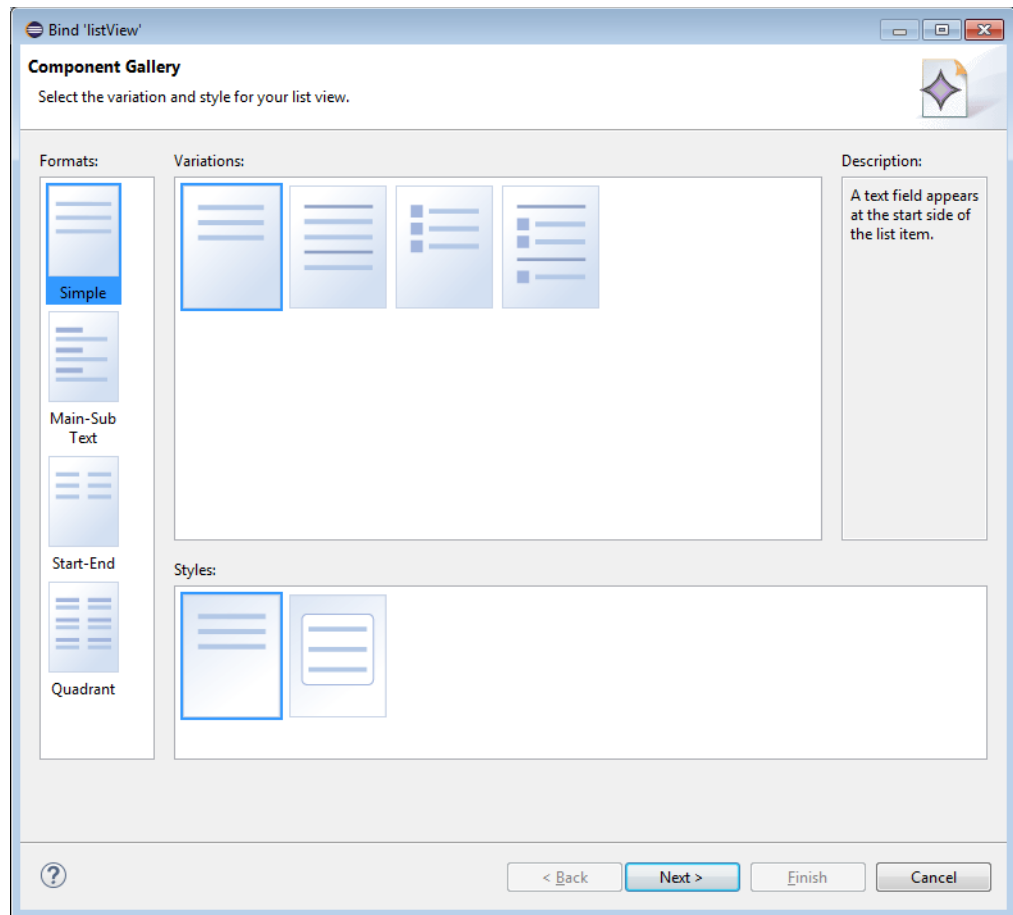 Bind 'listView'
Component Gallery
Select the variation and style for your list view.
Formats:
Variations:
Description:
Simple
Main-Sub
Text
Start-End
Quadrant
A text field appears
at the start side of
the list item.
Styles:
?
< Back
Next >
Finish
Cancel